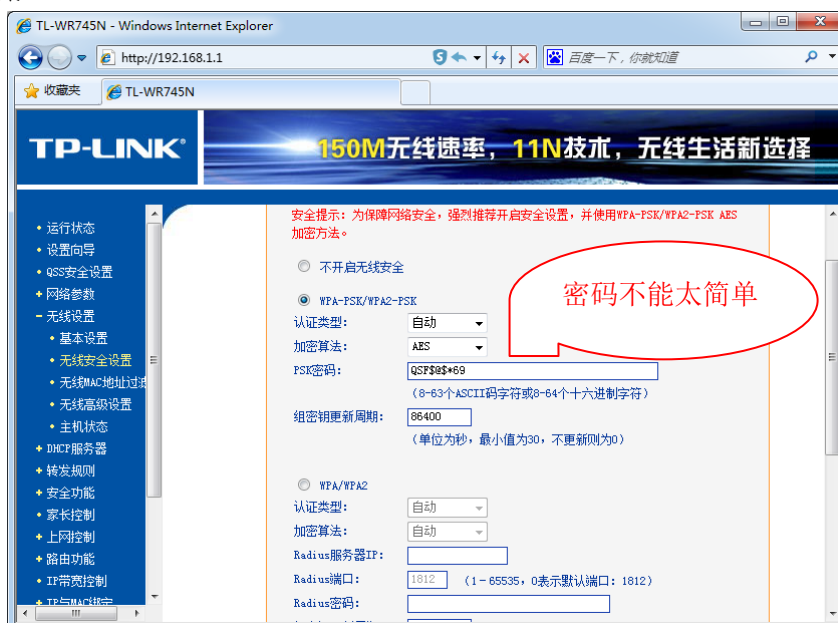 TL-WR745N - Windows Internet Explorer
http://192.168.1.1
百度一下，你就知道
收藏夹
TL-WR745N
TP-LINK®
150M无线速率，11N技术，无线生活新选择
• 运行状态
• 设置向导
• QSS安全设置
+ 网络参数
- 无线设置
• 基本设置
• 无线安全设置
• 无线MAC地址过滤
• 无线高级设置
• 主机状态
+ DHCP服务器
+ 转发规则
+ 安全功能
• 家长控制
+ 上网控制
+ 路由功能
• IP带宽控制
+ IP与MAC绑定
安全提示：为保障网络安全，强烈推荐开启安全设置，并使用WPA-PSK/WPA2-PSK AES
加密方法。
不开启无线安全
WPA-PSK/WPA2-PSK
认证类型： 自动
加密算法： AES
PSK密码： QSF$@$*69
（8-63个ASCII码字符或8-64个十六进制字符）
组密钥更新周期： 86400
（单位为秒，最小值为30，不更新则为0）
WPA/WPA2
认证类型： 自动
加密算法： 自动
Radius服务器IP：
Radius端口： 1812 （1-65535，0表示默认端口：1812）
Radius密码：
密码不能太简单